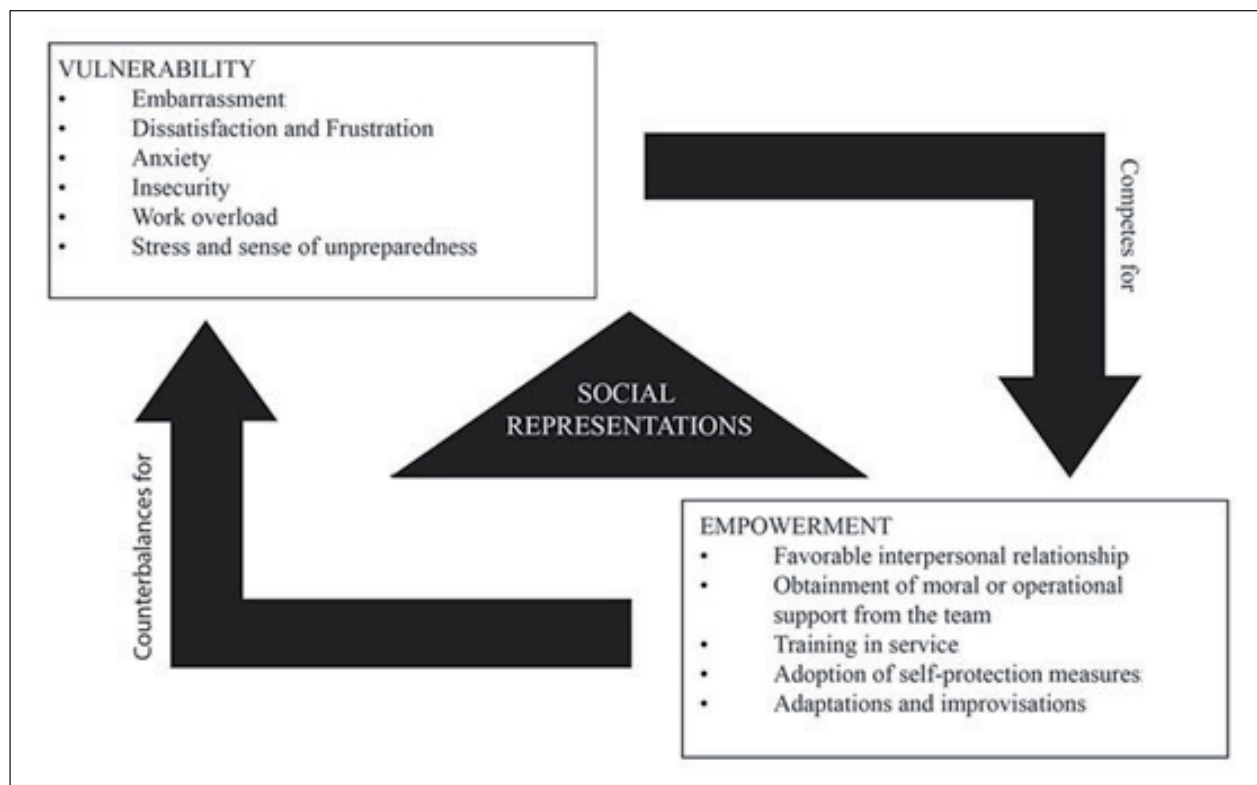 VULNERABILITY
• Embarrassment
• Dissatisfaction and Frustration
• Anxiety
• Insecurity
• Work overload
• Stress and sense of unpreparedness
Competes for
SOCIAL
REPRESENTATIONS
Counterbalances for
EMPOWERMENT
• Favorable interpersonal relationship
• Obtainment of moral or operational
support from the team
• Training in service
• Adoption of self-protection measures
• Adaptations and improvisations